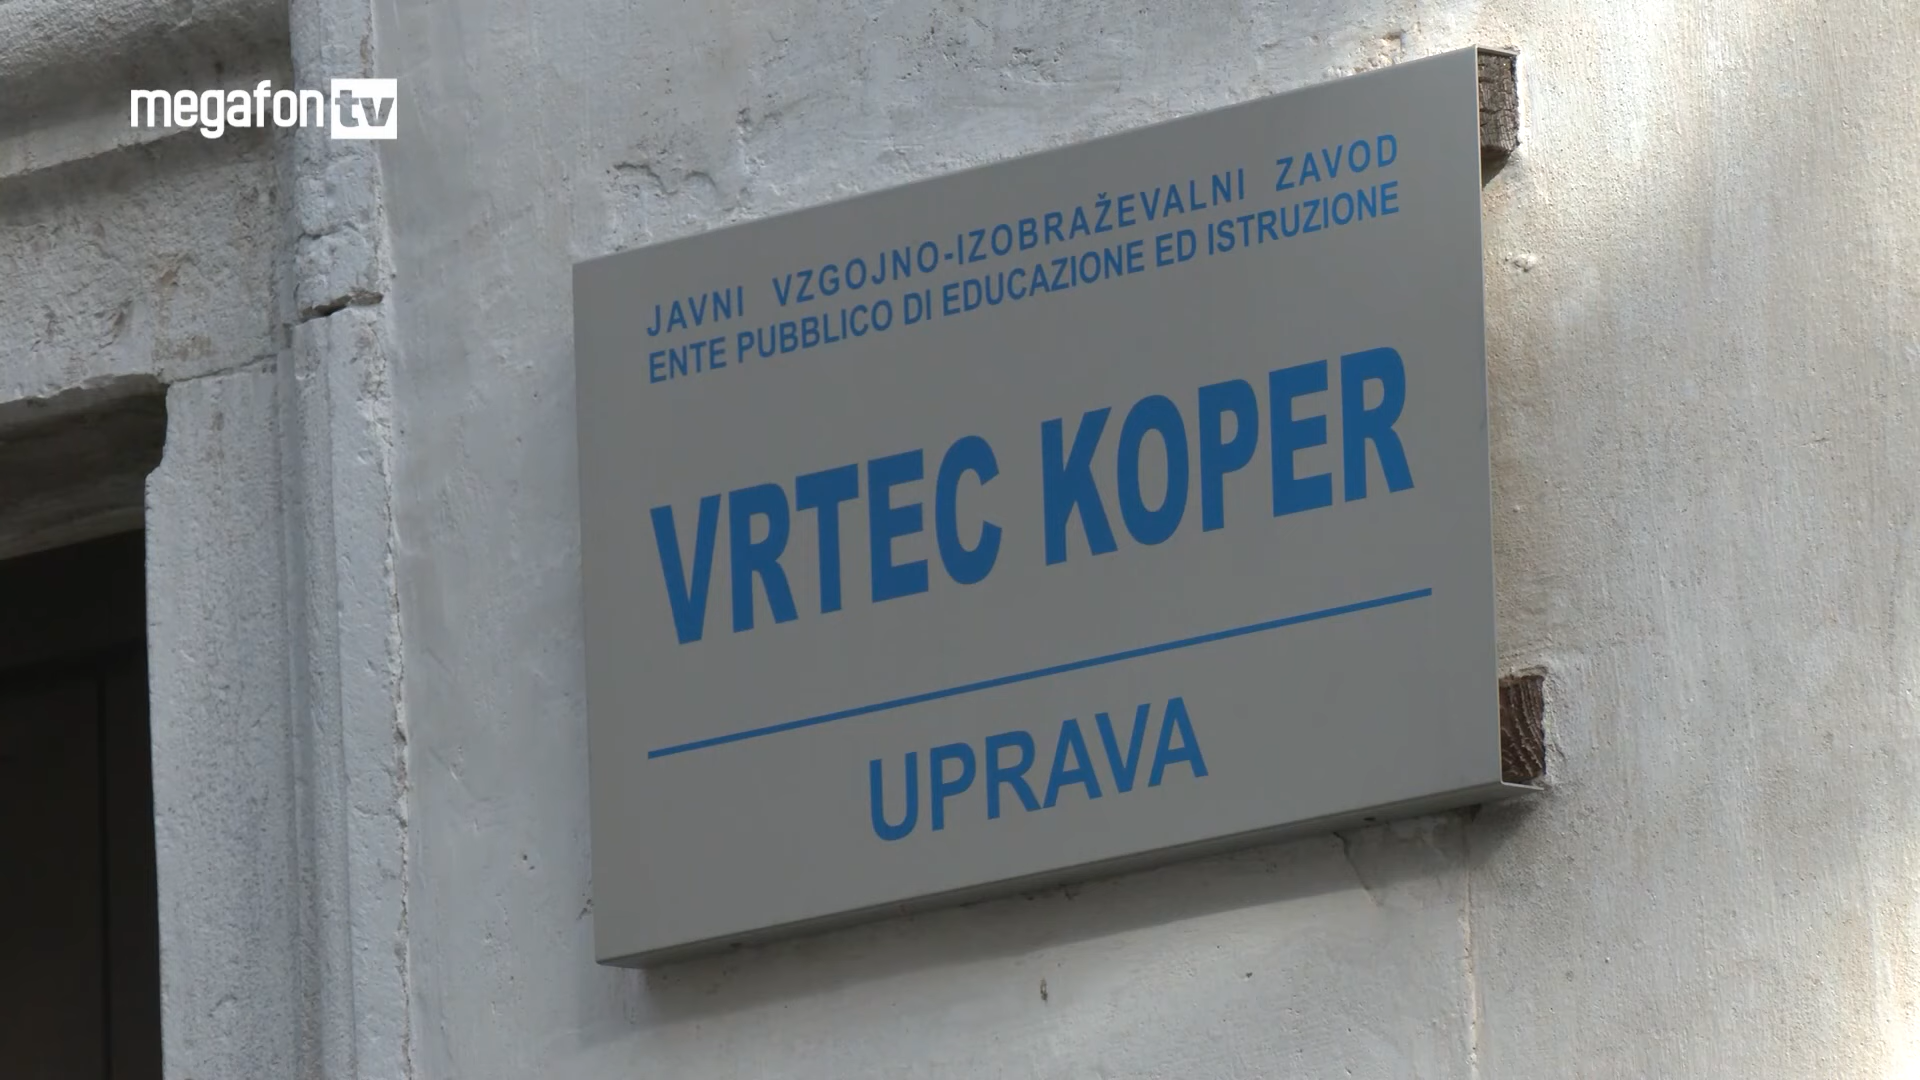 megafon tv
JAVNI VZGOJNO-IZOBRAŽEVALNI ZAVOD
ENTE PUBBLICO DI EDUCAZIONE ED ISTRUZIONE
VRTEC KOPER
UPRAVA